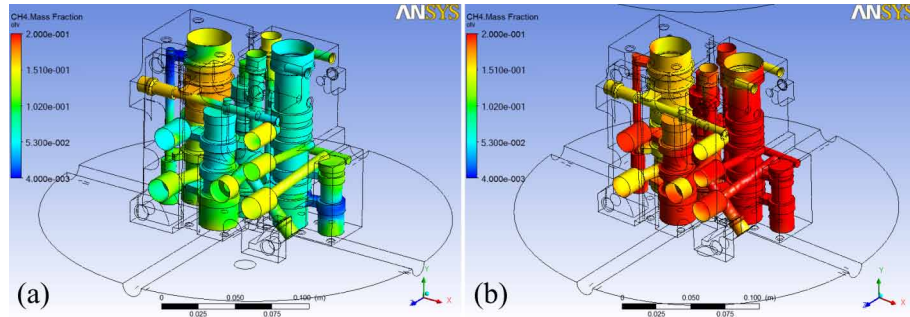 CH4.Mass Fraction
ctv
2.000e-001
1.510e-001
1.020e-001
5.300e-002
4.000e-003
ANSYS
(a)
0 0.050 0.100 (m)
0.025 0.075
Y
X
Z
CH4.Mass Fraction
ctv
2.000e-001
1.510e-001
1.020e-001
5.300e-002
4.000e-003
ANSYS
(b)
0 0.050 0.100 (m)
0.025 0.075
Y
X
Z